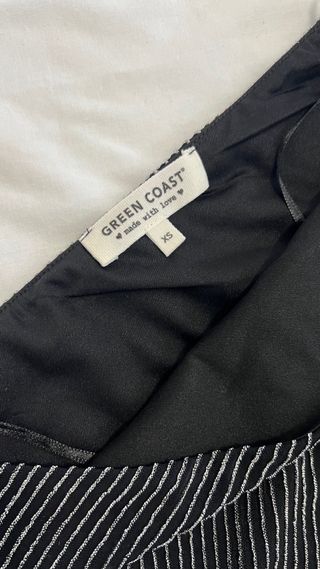 GREEN COAST®
♥ made with love ♥
XS